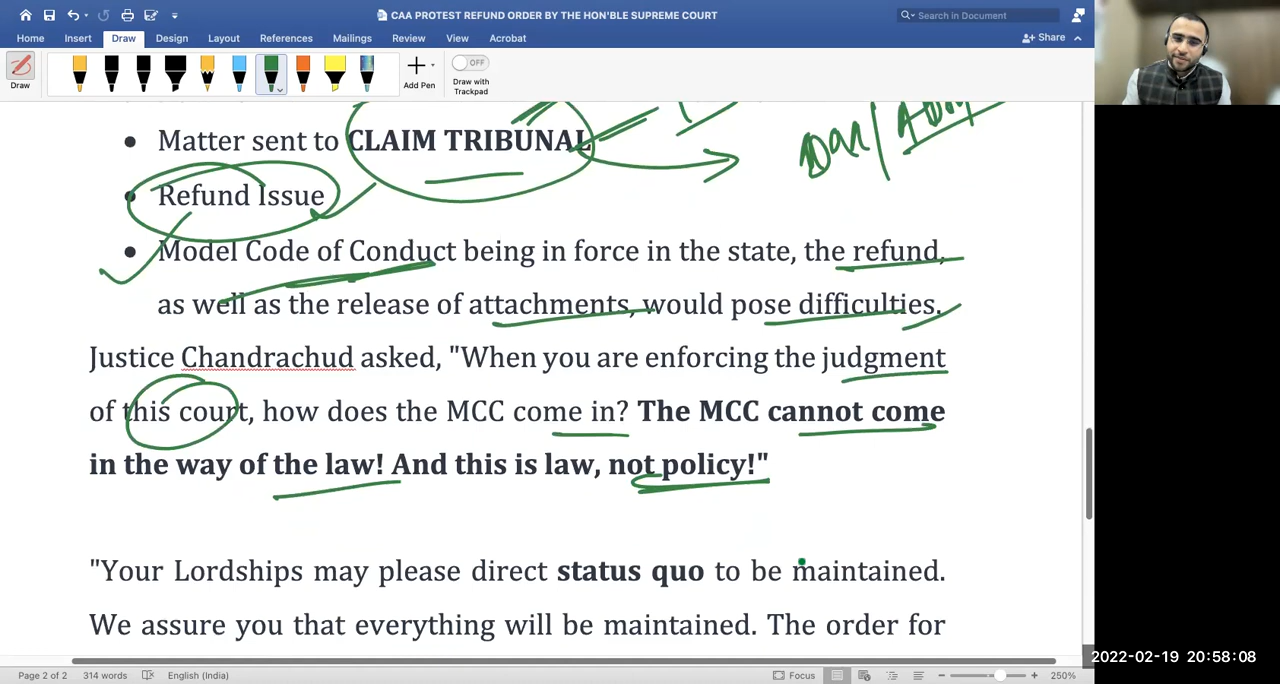 CAA PROTEST REFUND ORDER BY THE HON'BLE SUPREME COURT
Search in Document
Home Insert Draw Design Layout References Mailings Review View Acrobat
Share
OFF
Draw
Add Pen
Draw with
Trackpad
• Matter sent to CLAIM TRIBUNAL
• Refund Issue
• Model Code of Conduct being in force in the state, the refund,
as well as the release of attachments, would pose difficulties.
Justice Chandrachud asked, "When you are enforcing the judgment
of this court, how does the MCC come in? The MCC cannot come
in the way of the law! And this is law, not policy!"
"Your Lordships may please direct status quo to be maintained.
We assure you that everything will be maintained. The order for
Page 2 of 2 314 words English (India) Focus 250%
2022-02-19 20:58:08